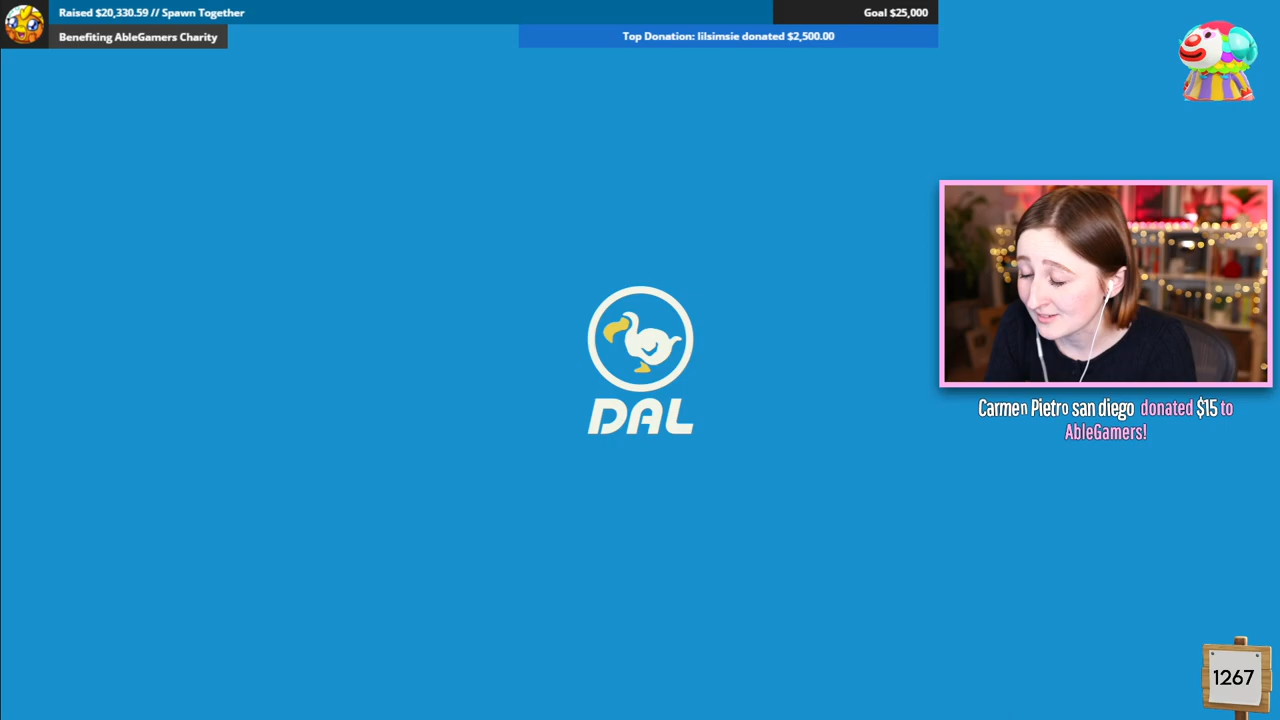 Raised $20,330.59 // Spawn Together
Goal $25,000
Benefiting AbleGamers Charity
Top Donation: lilsimsie donated $2,500.00
DAL
Carmen Pietro san diego donated $15 to
AbleGamers!
1267